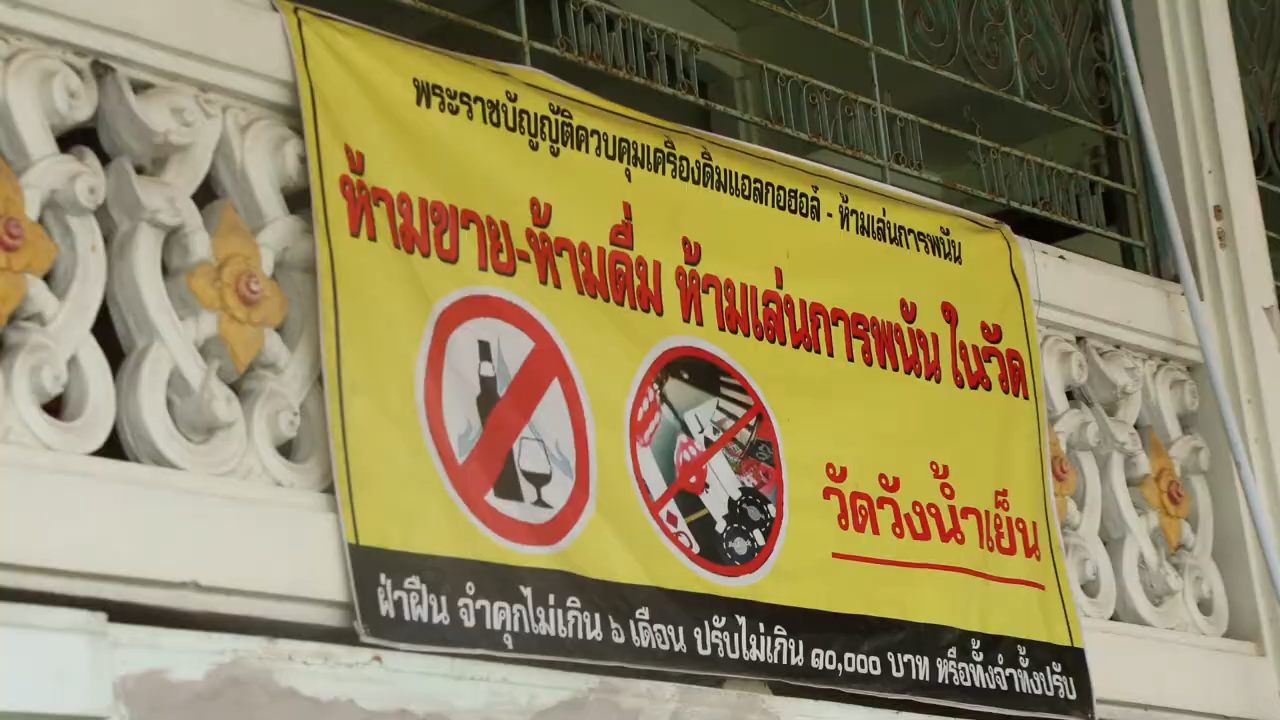 พระราชบัญญัติควบคุมเครื่องดื่มแอลกอฮอล์ - ห้ามเล่นการพนัน
ห้ามขาย-ห้ามดื่ม ห้ามเล่นการพนัน ในวัด
วัดวังน้ำเย็น
ฝ่าฝืน จำคุกไม่เกิน ๖ เดือน ปรับไม่เกิน ๑๐,๐๐๐ บาท หรือทั้งจำทั้งปรับ